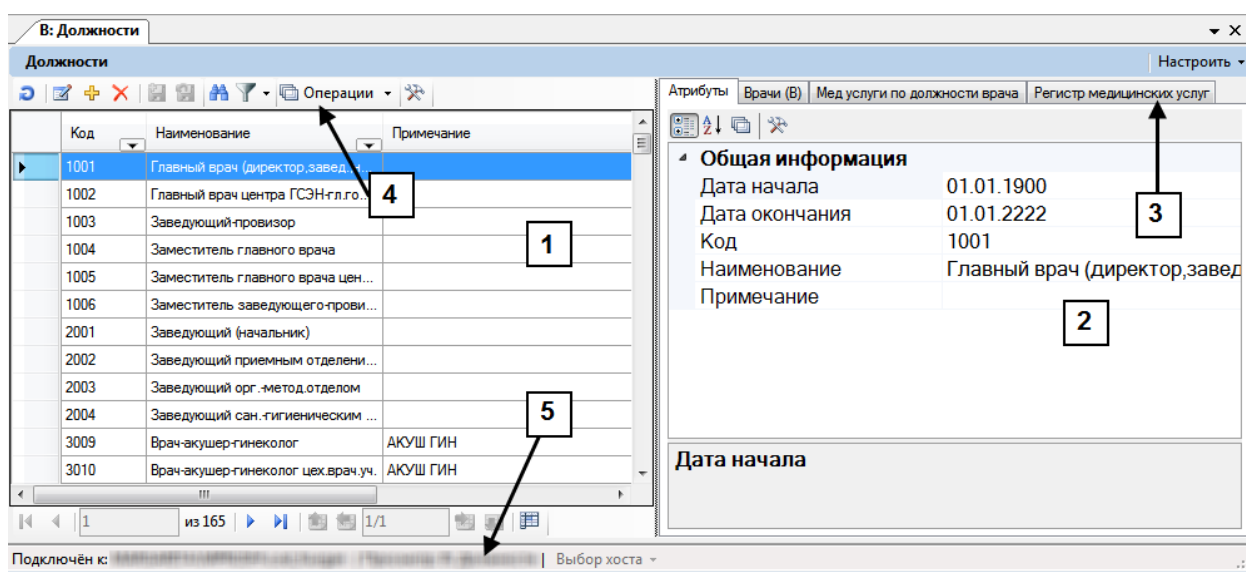 В: Должности
Должности
Настроить
Операции
Код Наименование Примечание
1001 Главный врач (директор,завед.
1002 Главный врач центра ГСЭН-гл.го...
1003 Заведующий-провизор
1004 Заместитель главного врача
1005 Заместитель главного врача цен...
1006 Заместитель заведующего-прови...
2001 Заведующий (начальник)
2002 Заведующий приемным отделени...
2003 Заведующий орг.-метод.отделом
2004 Заведующий сан.-гигиеническим ...
3009 Врач-акушер-гинеколог АКУШ ГИН
3010 Врач-акушер-гинеколог цех.врач.уч. АКУШ ГИН
4
1
5
1 из 165 1/1
Атрибуты Врачи (В) Мед услуги по должности врача Регистр медицинских услуг
Общая информация
Дата начала 01.01.1900
Дата окончания 01.01.2222
Код 1001
Наименование Главный врач (директор,завед
Примечание
3
2
Дата начала
Подключён к: | Выбор хоста